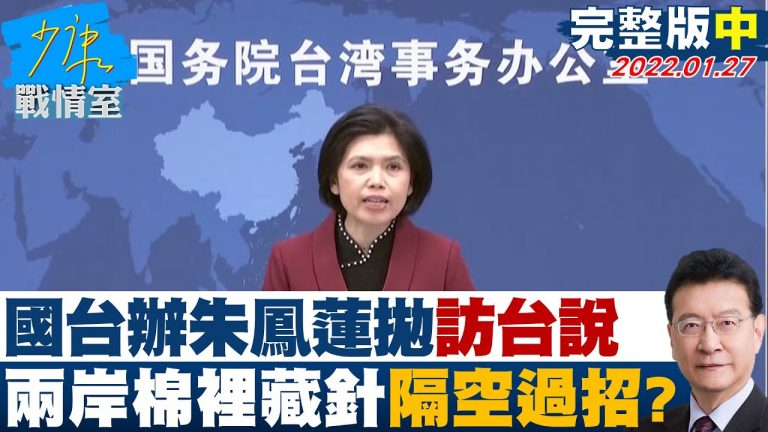 少康
戰情室
国务院台湾事务办公室
完整版中
2022.01.27
國台辦朱鳳蓮拋訪台說
兩岸棉裡藏針隔空過招?